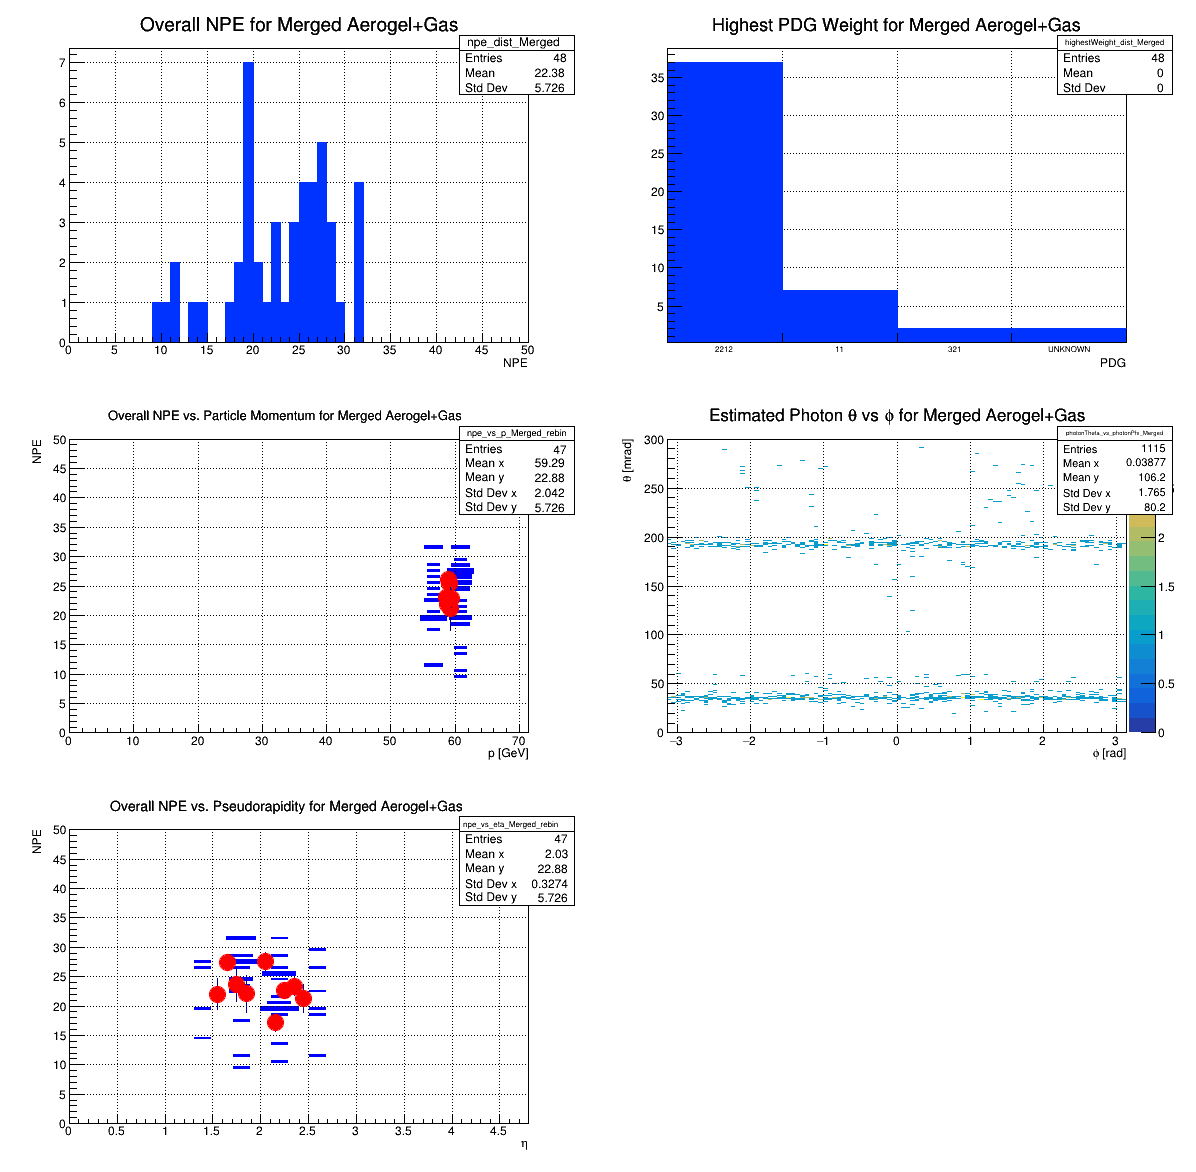 Overall NPE for Merged Aerogel+Gas
npe_dist_Merged
Entries 48
Mean 22.38
Std Dev 5.726
7
6
5
4
3
2
1
0
0 5 10 15 20 25 30 35 40 45 50
NPE
Highest PDG Weight for Merged Aerogel+Gas
highestWeight_dist_Merged
Entries 48
Mean 0
Std Dev 0
35
30
25
20
15
10
5
2212 11 321 UNKNOWN
PDG
Overall NPE vs. Particle Momentum for Merged Aerogel+Gas
npe_vs_p_Merged_rebin
Entries 47
Mean x 59.29
Mean y 22.88
Std Dev x 2.042
Std Dev y 5.726
NPE
50
45
40
35
30
25
20
15
10
5
0
0 10 20 30 40 50 60 70
p [GeV]
Estimated Photon θ vs ϕ for Merged Aerogel+Gas
photonTheta_vs_photonPhi_Merged
Entries 1115
Mean x 0.03877
Mean y 106.2
Std Dev x 1.765
Std Dev y 80.2
θ [mrad]
300
250
200
150
100
50
0
−3 −2 −1 0 1 2 3
ϕ [rad]
2
1.5
1
0.5
0
Overall NPE vs. Pseudorapidity for Merged Aerogel+Gas
npe_vs_eta_Merged_rebin
Entries 47
Mean x 2.03
Mean y 22.88
Std Dev x 0.3274
Std Dev y 5.726
NPE
50
45
40
35
30
25
20
15
10
5
0
0 0.5 1 1.5 2 2.5 3 3.5 4 4.5
η